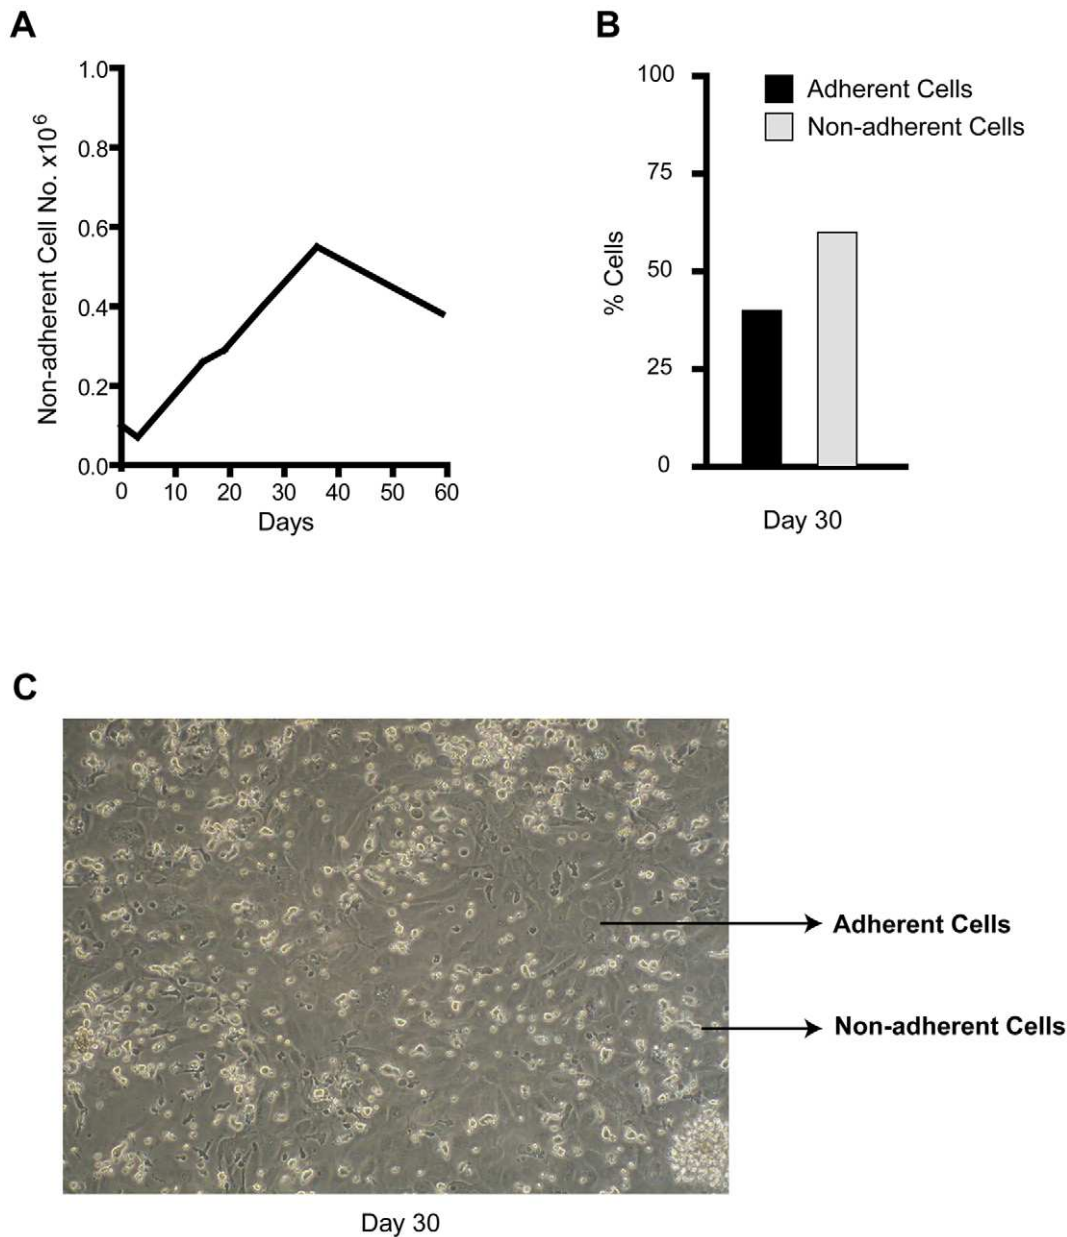 A
Non-adherent Cell No. x10⁶
1.0
0.8
0.6
0.4
0.2
0.0
0 10 20 30 40 50 60
Days
B
% Cells
100
75
50
25
0
Adherent Cells
Non-adherent Cells
Day 30
C
Adherent Cells
Non-adherent Cells
Day 30